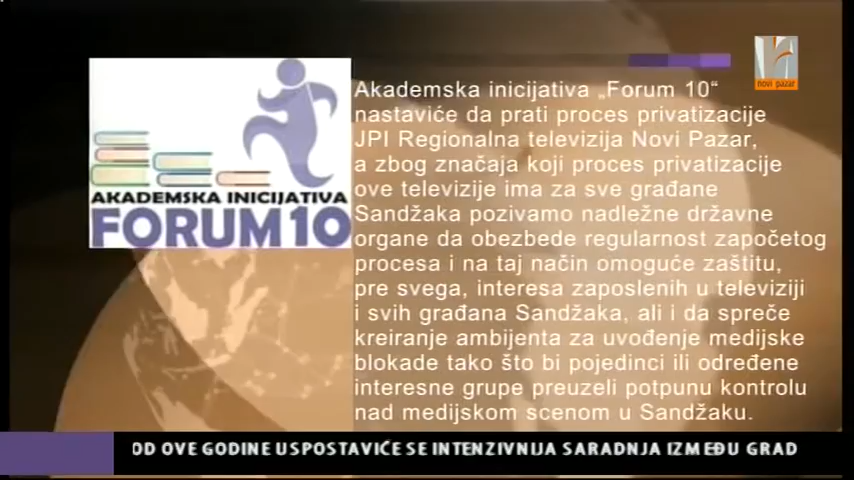 novi pazar
Akademska inicijativa „Forum 10“
nastaviće da prati proces privatizacije
JPI Regionalna televizija Novi Pazar,
a zbog značaja koji proces privatizacije
ove televizije ima za sve građane
Sandžaka pozivamo nadležne državne
organe da obezbede regularnost započetog
procesa i na taj način omoguće zaštitu,
pre svega, interesa zaposlenih u televiziji
i svih građana Sandžaka, ali i da spreče
kreiranje ambijenta za uvođenje medijske
blokade tako što bi pojedinci ili određene
interesne grupe preuzeli potpunu kontrolu
nad medijskom scenom u Sandžaku.
AKADEMSKA INICIJATIVA
FORUM 10
OD OVE GODINE USPOSTAVIĆE SE INTENZIVNIJA SARADNJA IZMEĐU GRAD